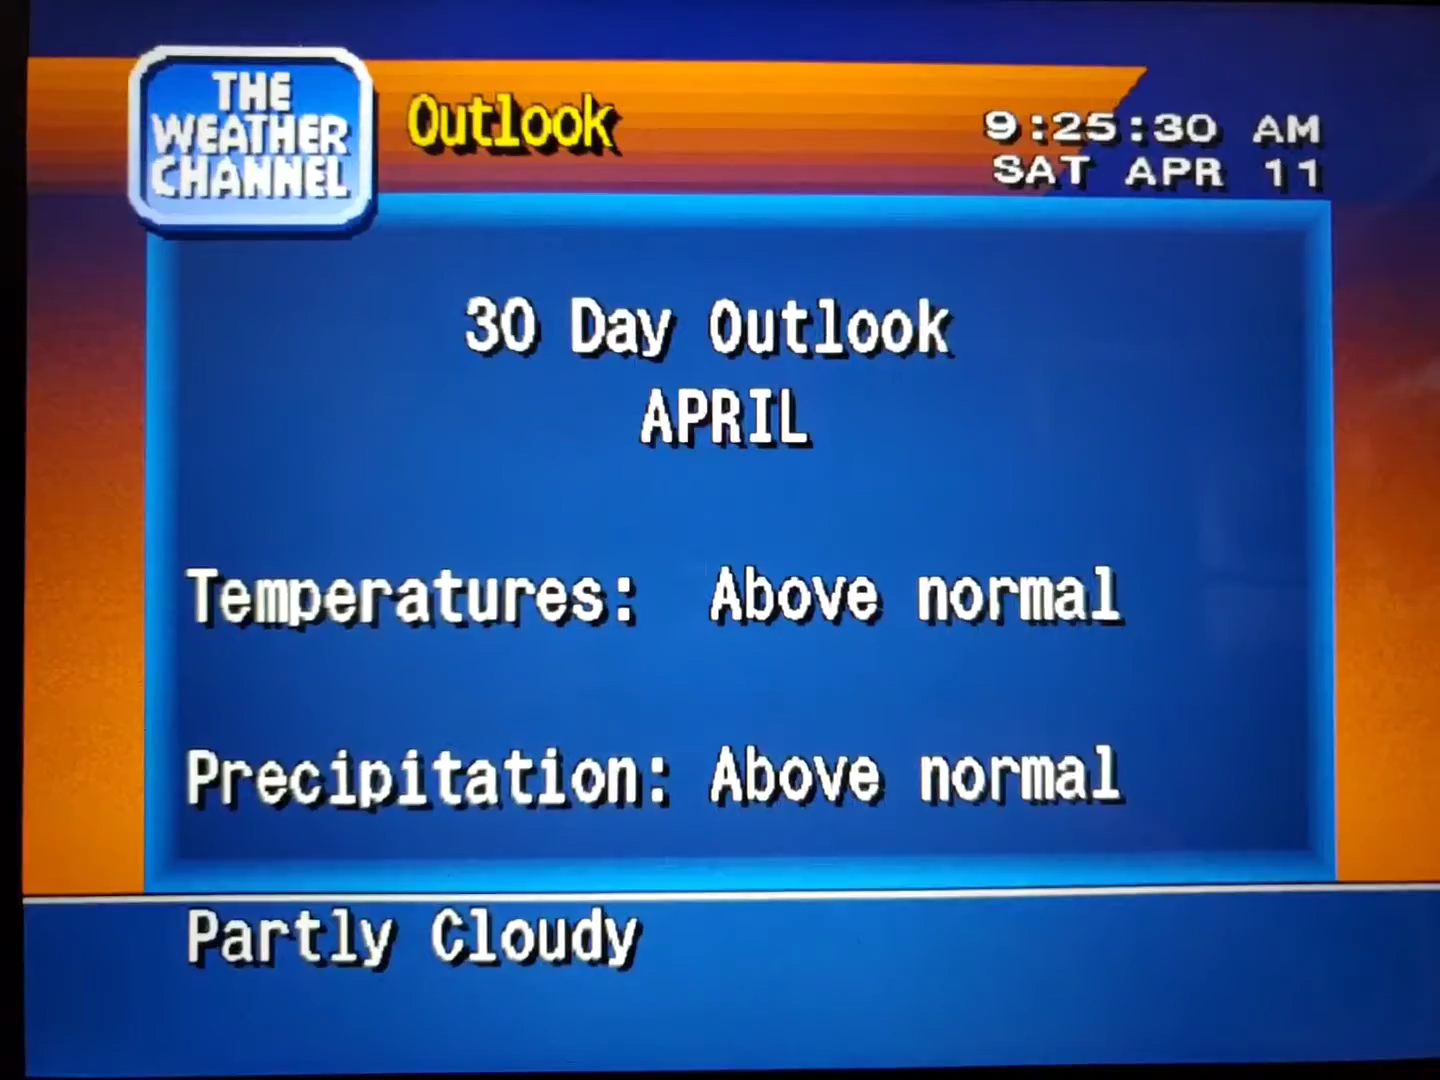 THE
WEATHER
CHANNEL
Outlook
9:25:30 AM
SAT APR 11
30 Day Outlook
APRIL
Temperatures: Above normal
Precipitation: Above normal
Partly Cloudy